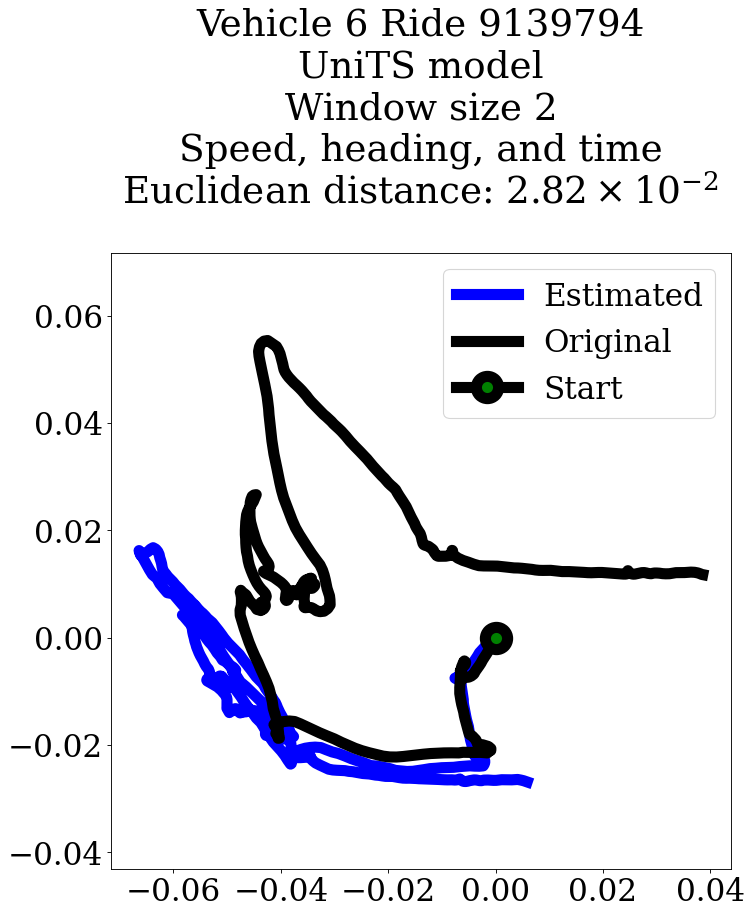 Vehicle 6 Ride 9139794
UniTS model
Window size 2
Speed, heading, and time
Euclidean distance: 2.82 × 10⁻²
Estimated
Original
Start
0.06
0.04
0.02
0.00
−0.02
−0.04
−0.06 −0.04 −0.02 0.00 0.02 0.04